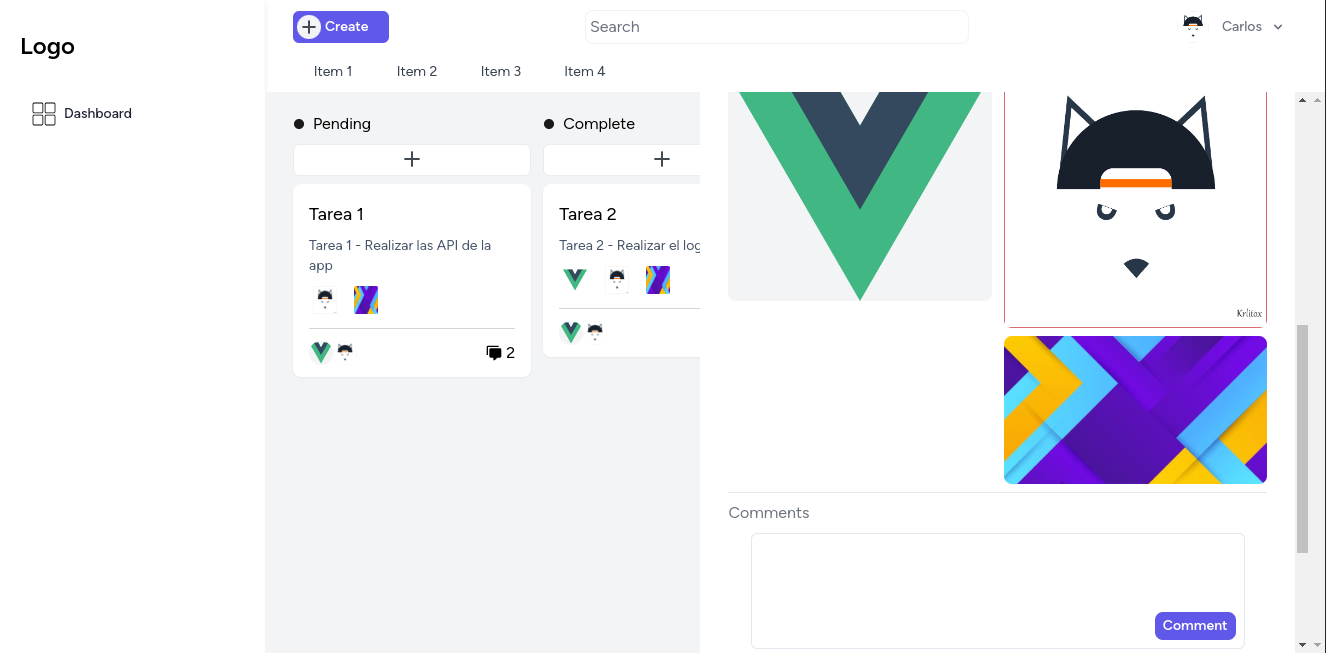 Logo
Dashboard
Create
Search
Carlos
Item 1
Item 2
Item 3
Item 4
Pending
Complete
Tarea 1
Tarea 1 - Realizar las API de la
app
2
Tarea 2
Tarea 2 - Realizar el log
Krlitox
Comments
Comment